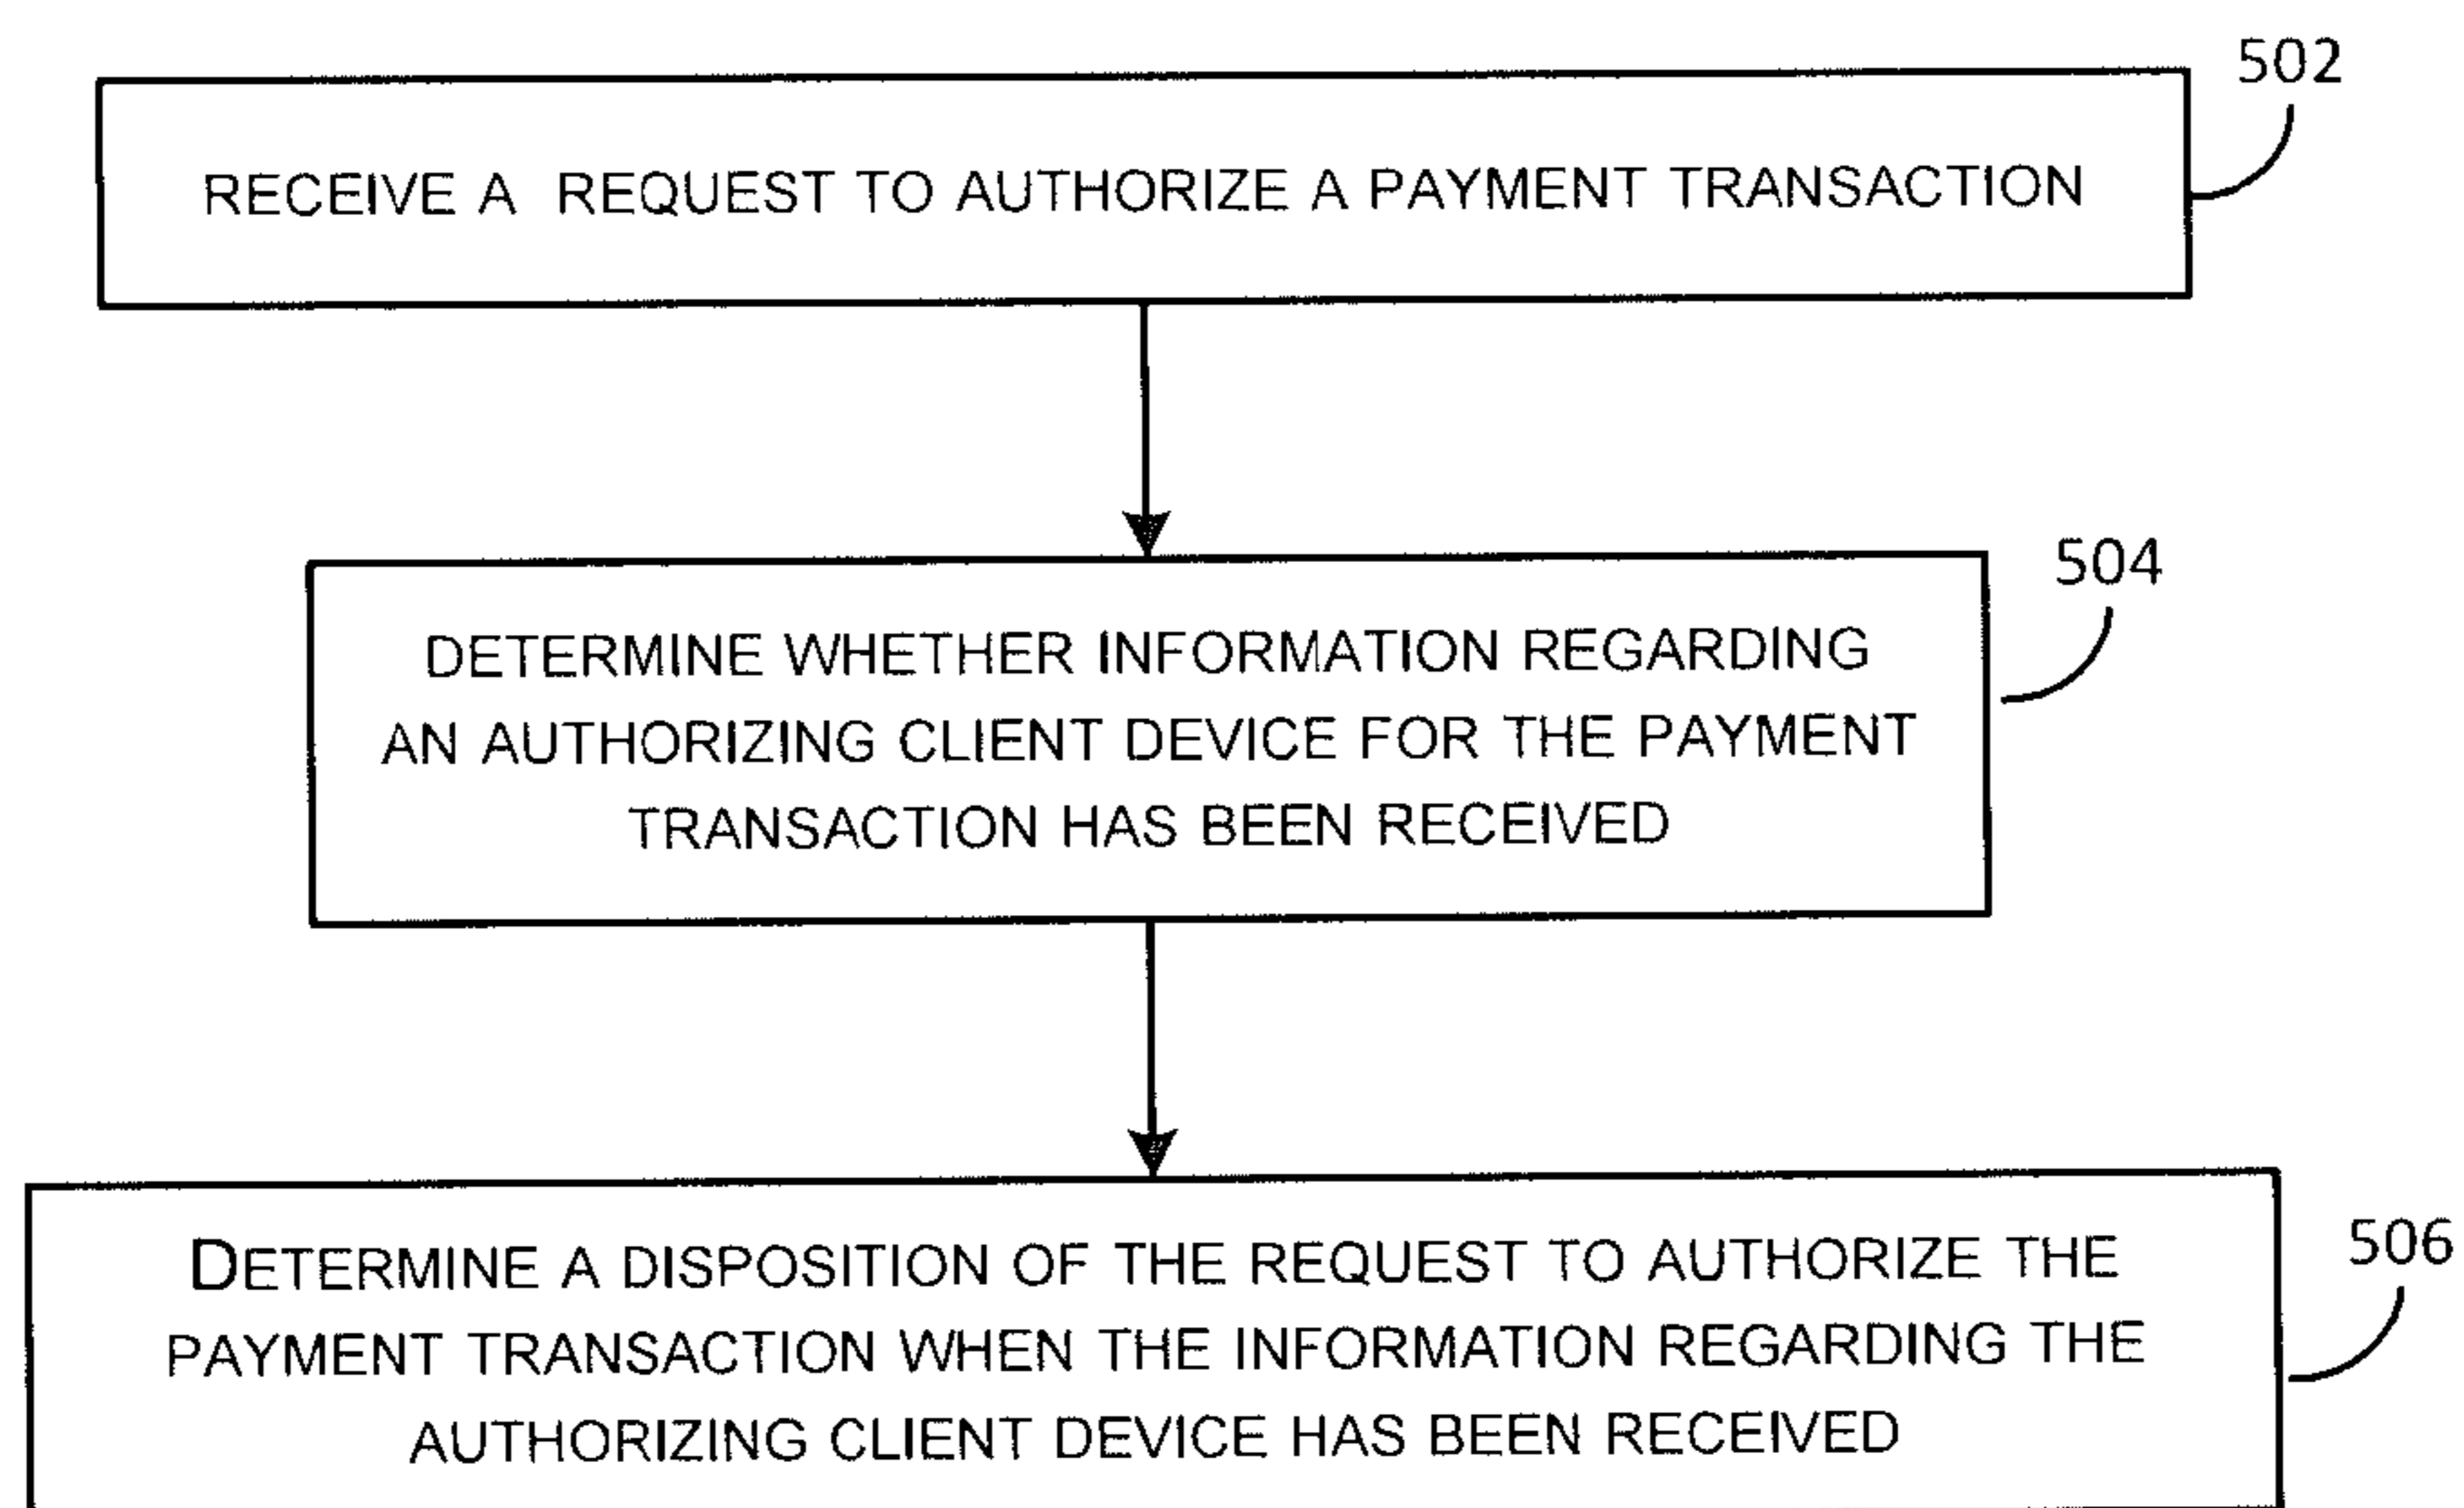 502
RECEIVE A REQUEST TO AUTHORIZE A PAYMENT TRANSACTION
504
DETERMINE WHETHER INFORMATION REGARDING
AN AUTHORIZING CLIENT DEVICE FOR THE PAYMENT
TRANSACTION HAS BEEN RECEIVED
506
DETERMINE A DISPOSITION OF THE REQUEST TO AUTHORIZE THE
PAYMENT TRANSACTION WHEN THE INFORMATION REGARDING THE
AUTHORIZING CLIENT DEVICE HAS BEEN RECEIVED